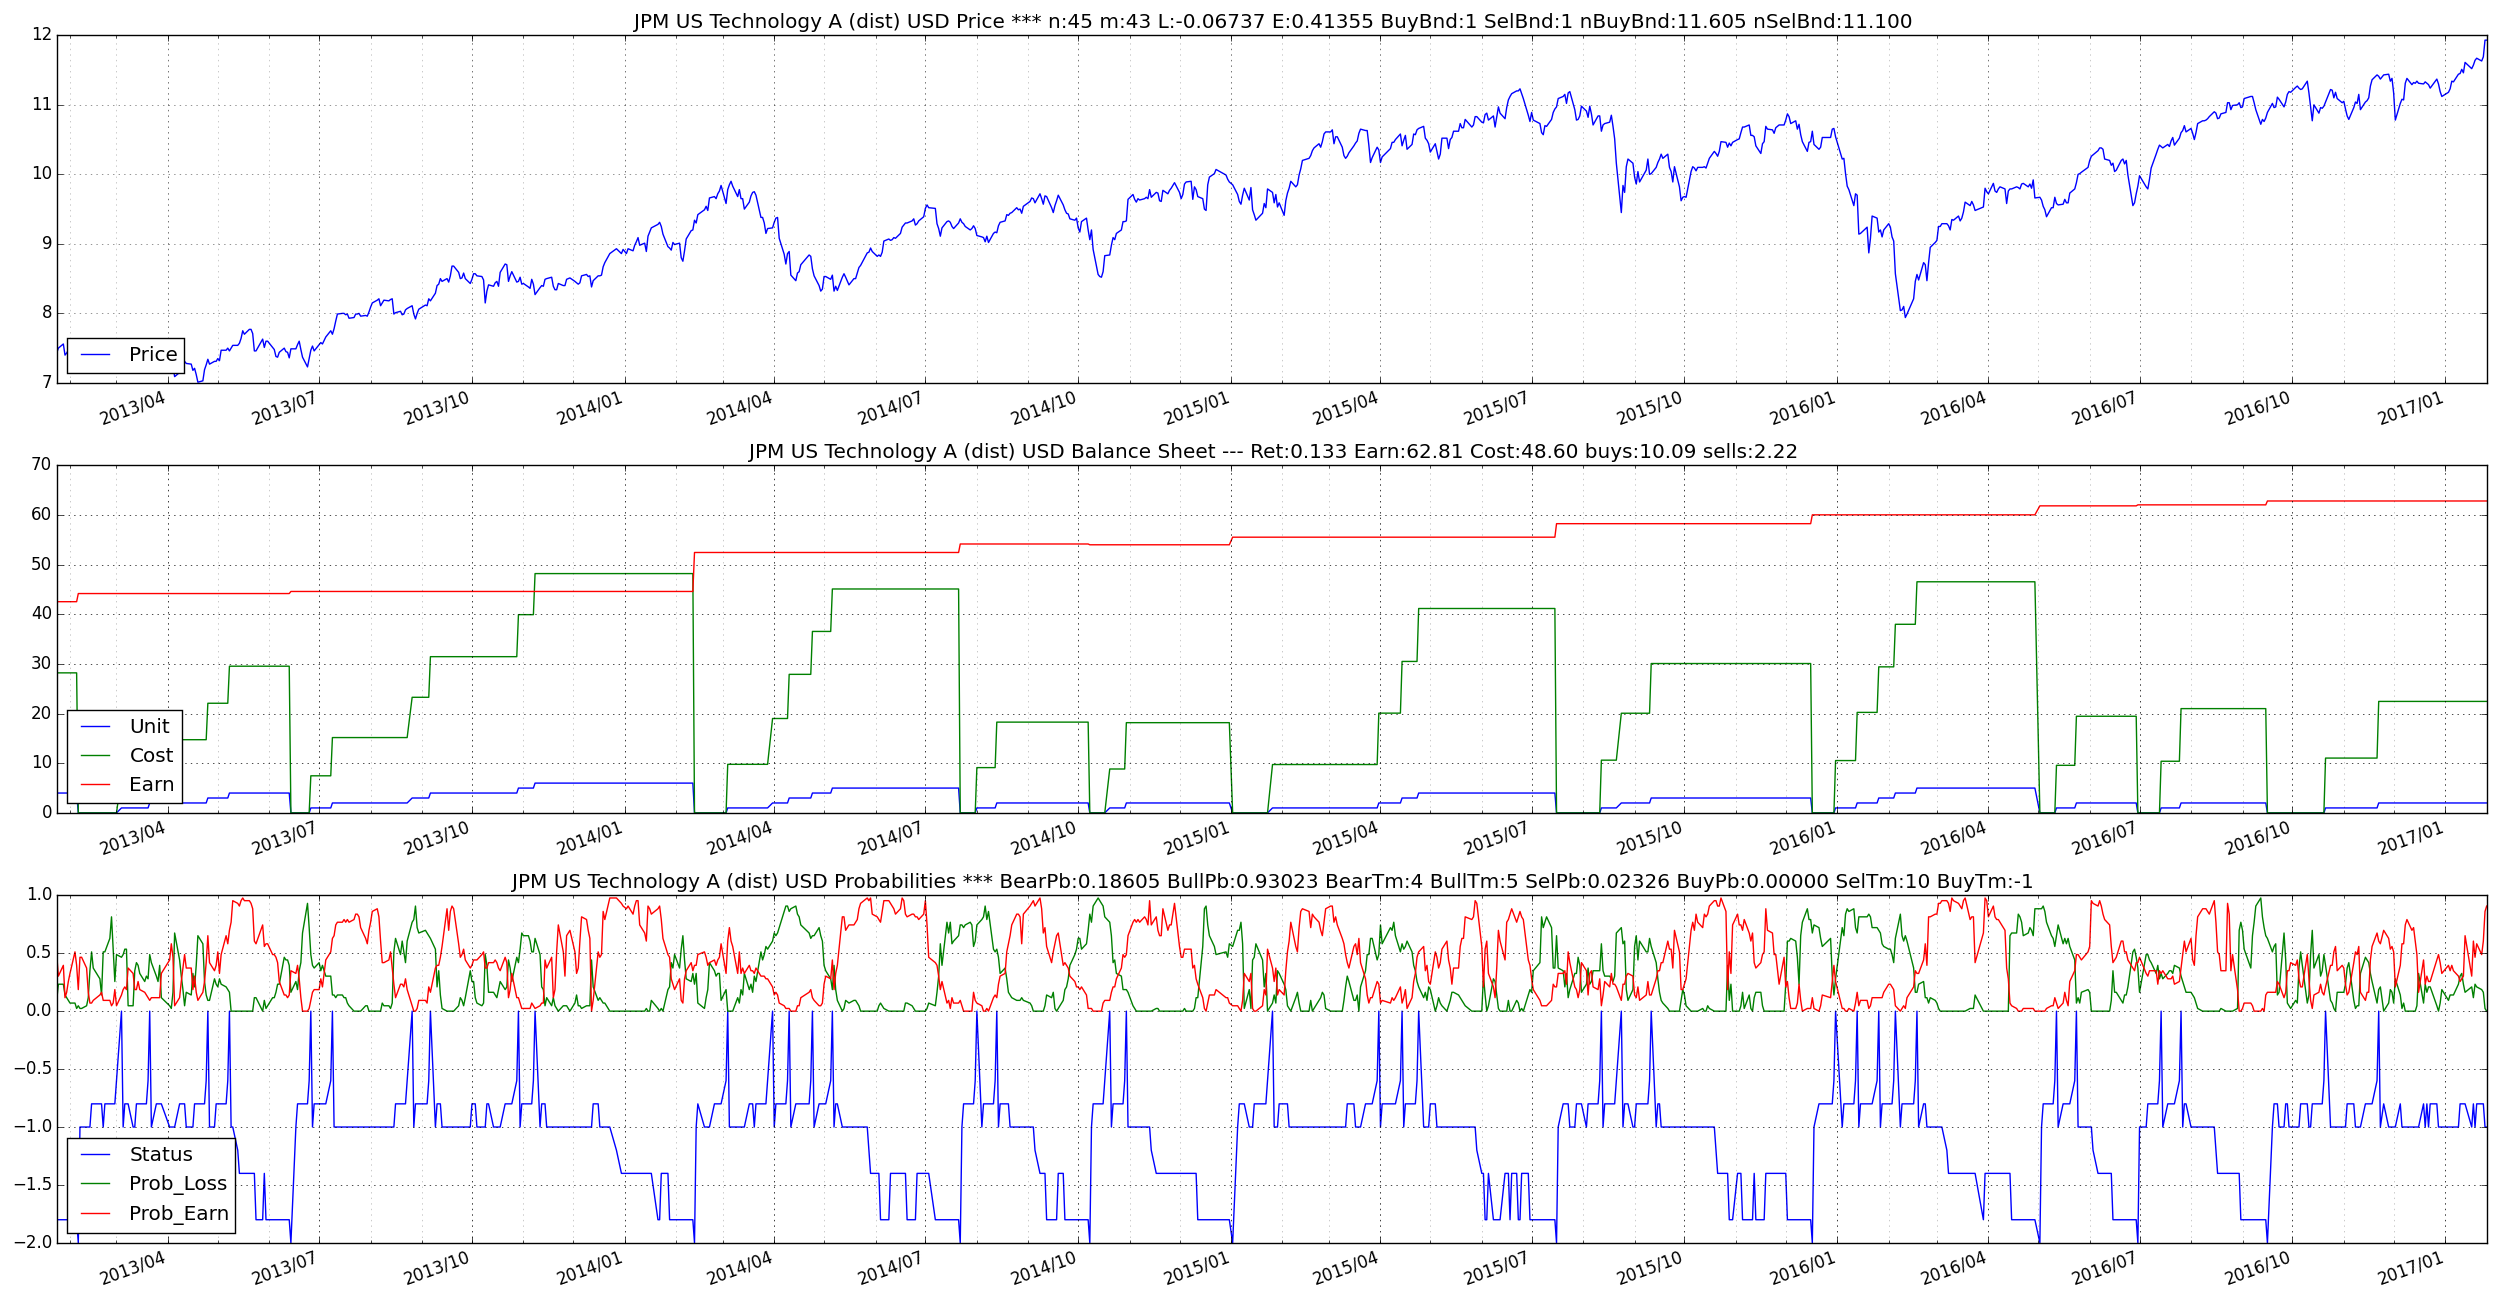 JPM US Technology A (dist) USD Price *** n:45 m:43 L:-0.06737 E:0.41355 BuyBnd:1 SelBnd:1 nBuyBnd:11.605 nSelBnd:11.100
12
11
10
9
8
7
Price
2013/04 2013/07 2013/10 2014/01 2014/04 2014/07 2014/10 2015/01 2015/04 2015/07 2015/10 2016/01 2016/04 2016/07 2016/10 2017/01
JPM US Technology A (dist) USD Balance Sheet --- Ret:0.133 Earn:62.81 Cost:48.60 buys:10.09 sells:2.22
70
60
50
40
30
20
10
0
Unit
Cost
Earn
2013/04 2013/07 2013/10 2014/01 2014/04 2014/07 2014/10 2015/01 2015/04 2015/07 2015/10 2016/01 2016/04 2016/07 2016/10 2017/01
JPM US Technology A (dist) USD Probabilities *** BearPb:0.18605 BullPb:0.93023 BearTm:4 BullTm:5 SelPb:0.02326 BuyPb:0.00000 SelTm:10 BuyTm:-1
1.0
0.5
0.0
−0.5
−1.0
−1.5
−2.0
Status
Prob_Loss
Prob_Earn
2013/04 2013/07 2013/10 2014/01 2014/04 2014/07 2014/10 2015/01 2015/04 2015/07 2015/10 2016/01 2016/04 2016/07 2016/10 2017/01